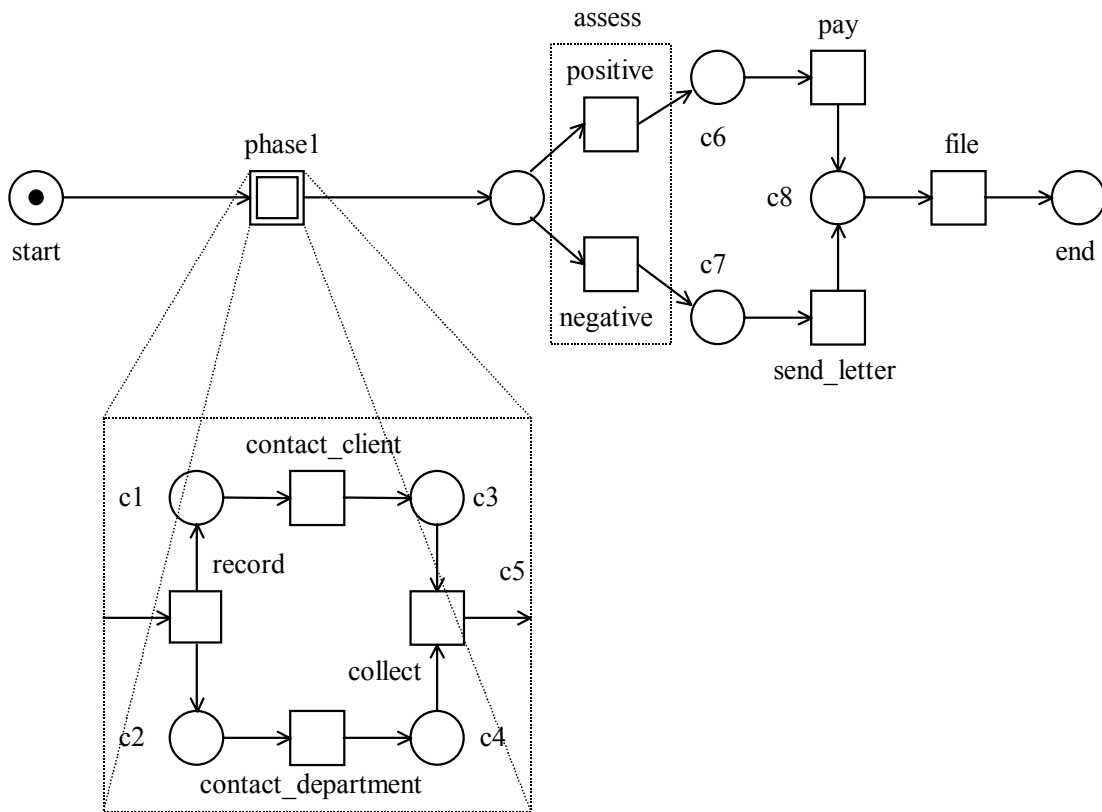 assess
pay
positive
phase1
c6
file
start
c8
end
c7
negative
send_letter
contact_client
c1
c3
record
c5
collect
c2
c4
contact_department